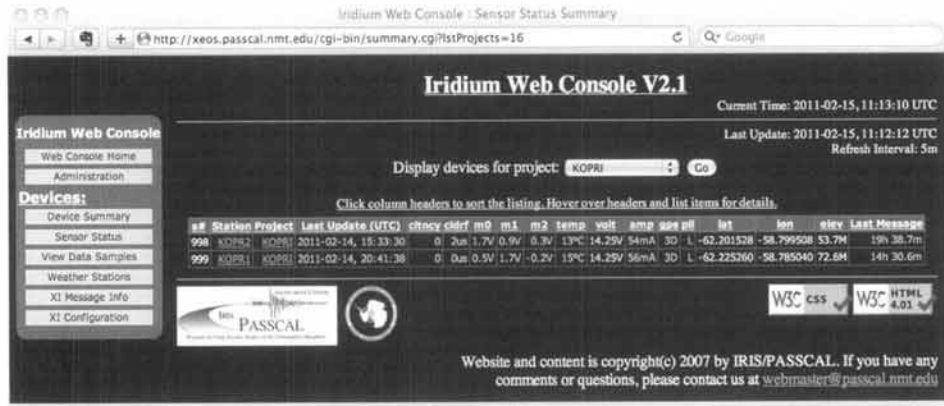 Iridium Web Console : Sensor Status Summary
http://xeos.passcal.nmt.edu/cgi-bin/summary.cgi?lstProjects=16
Google
Iridium Web Console V2.1
Current Time: 2011-02-15, 11:13:10 UTC
Iridium Web Console
Web Console Home
Administration
Devices:
Device Summary
Sensor Status
View Data Samples
Weather Stations
XI Message Info
XI Configuration
Last Update: 2011-02-15, 11:12:12 UTC
Refresh Interval: 5m
Display devices for project: KOPRI Go
Click column headers to sort the listing. Hover over headers and list items for details.
s# Station Project Last Update (UTC) cltncy cldrf m0 m1 m2 temp volt amp gps pll lat lon elev Last Message
998 KOPR2 KOPRI 2011-02-14, 15:33:30 0 2us 1.7V 0.9V 0.3V 13ºC 14.25V 54mA 3D L -62.201528 -58.799508 53.7M 19h 38.7m
999 KOPR1 KOPRI 2011-02-14, 20:41:38 0 0us 0.5V 1.7V -0.2V 15ºC 14.25V 56mA 3D L -62.225260 -58.785040 72.6M 14h 30.6m
IRIS
PASSCAL
W3C css
W3C HTML 4.01
Website and content is copyright(c) 2007 by IRIS/PASSCAL. If you have any
comments or questions, please contact us at webmaster@passcal.nmt.edu